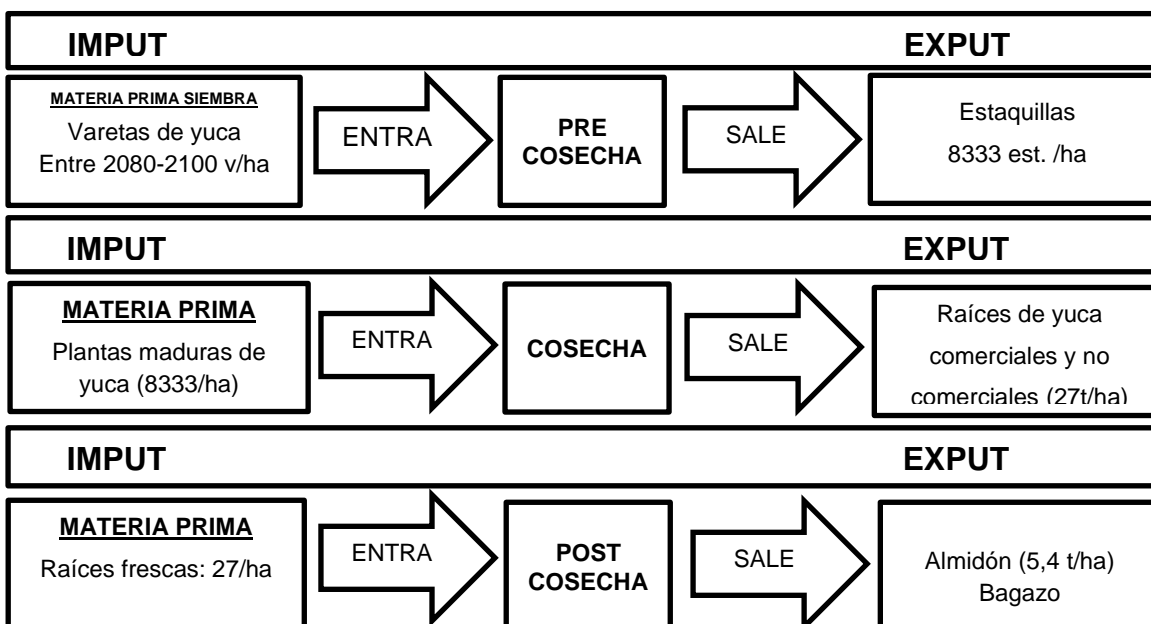 IMPUT EXPUT
MATERIA PRIMA SIEMBRA
Varetas de yuca
Entre 2080-2100 v/ha
ENTRA
PRE
COSECHA
SALE
Estaquillas
8333 est. /ha
IMPUT EXPUT
MATERIA PRIMA
Plantas maduras de
yuca (8333/ha)
ENTRA
COSECHA
SALE
Raíces de yuca
comerciales y no
comerciales (27t/ha)
IMPUT EXPUT
MATERIA PRIMA
Raíces frescas: 27/ha
ENTRA
POST
COSECHA
SALE
Almidón (5,4 t/ha)
Bagazo